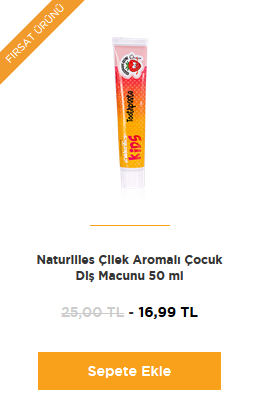 FIRSAT ÜRÜNÜ
Toothpaste
KIDS
Naturliles Çilek Aromalı Çocuk
Diş Macunu 50 ml
25,00 TL - 16,99 TL
Sepete Ekle